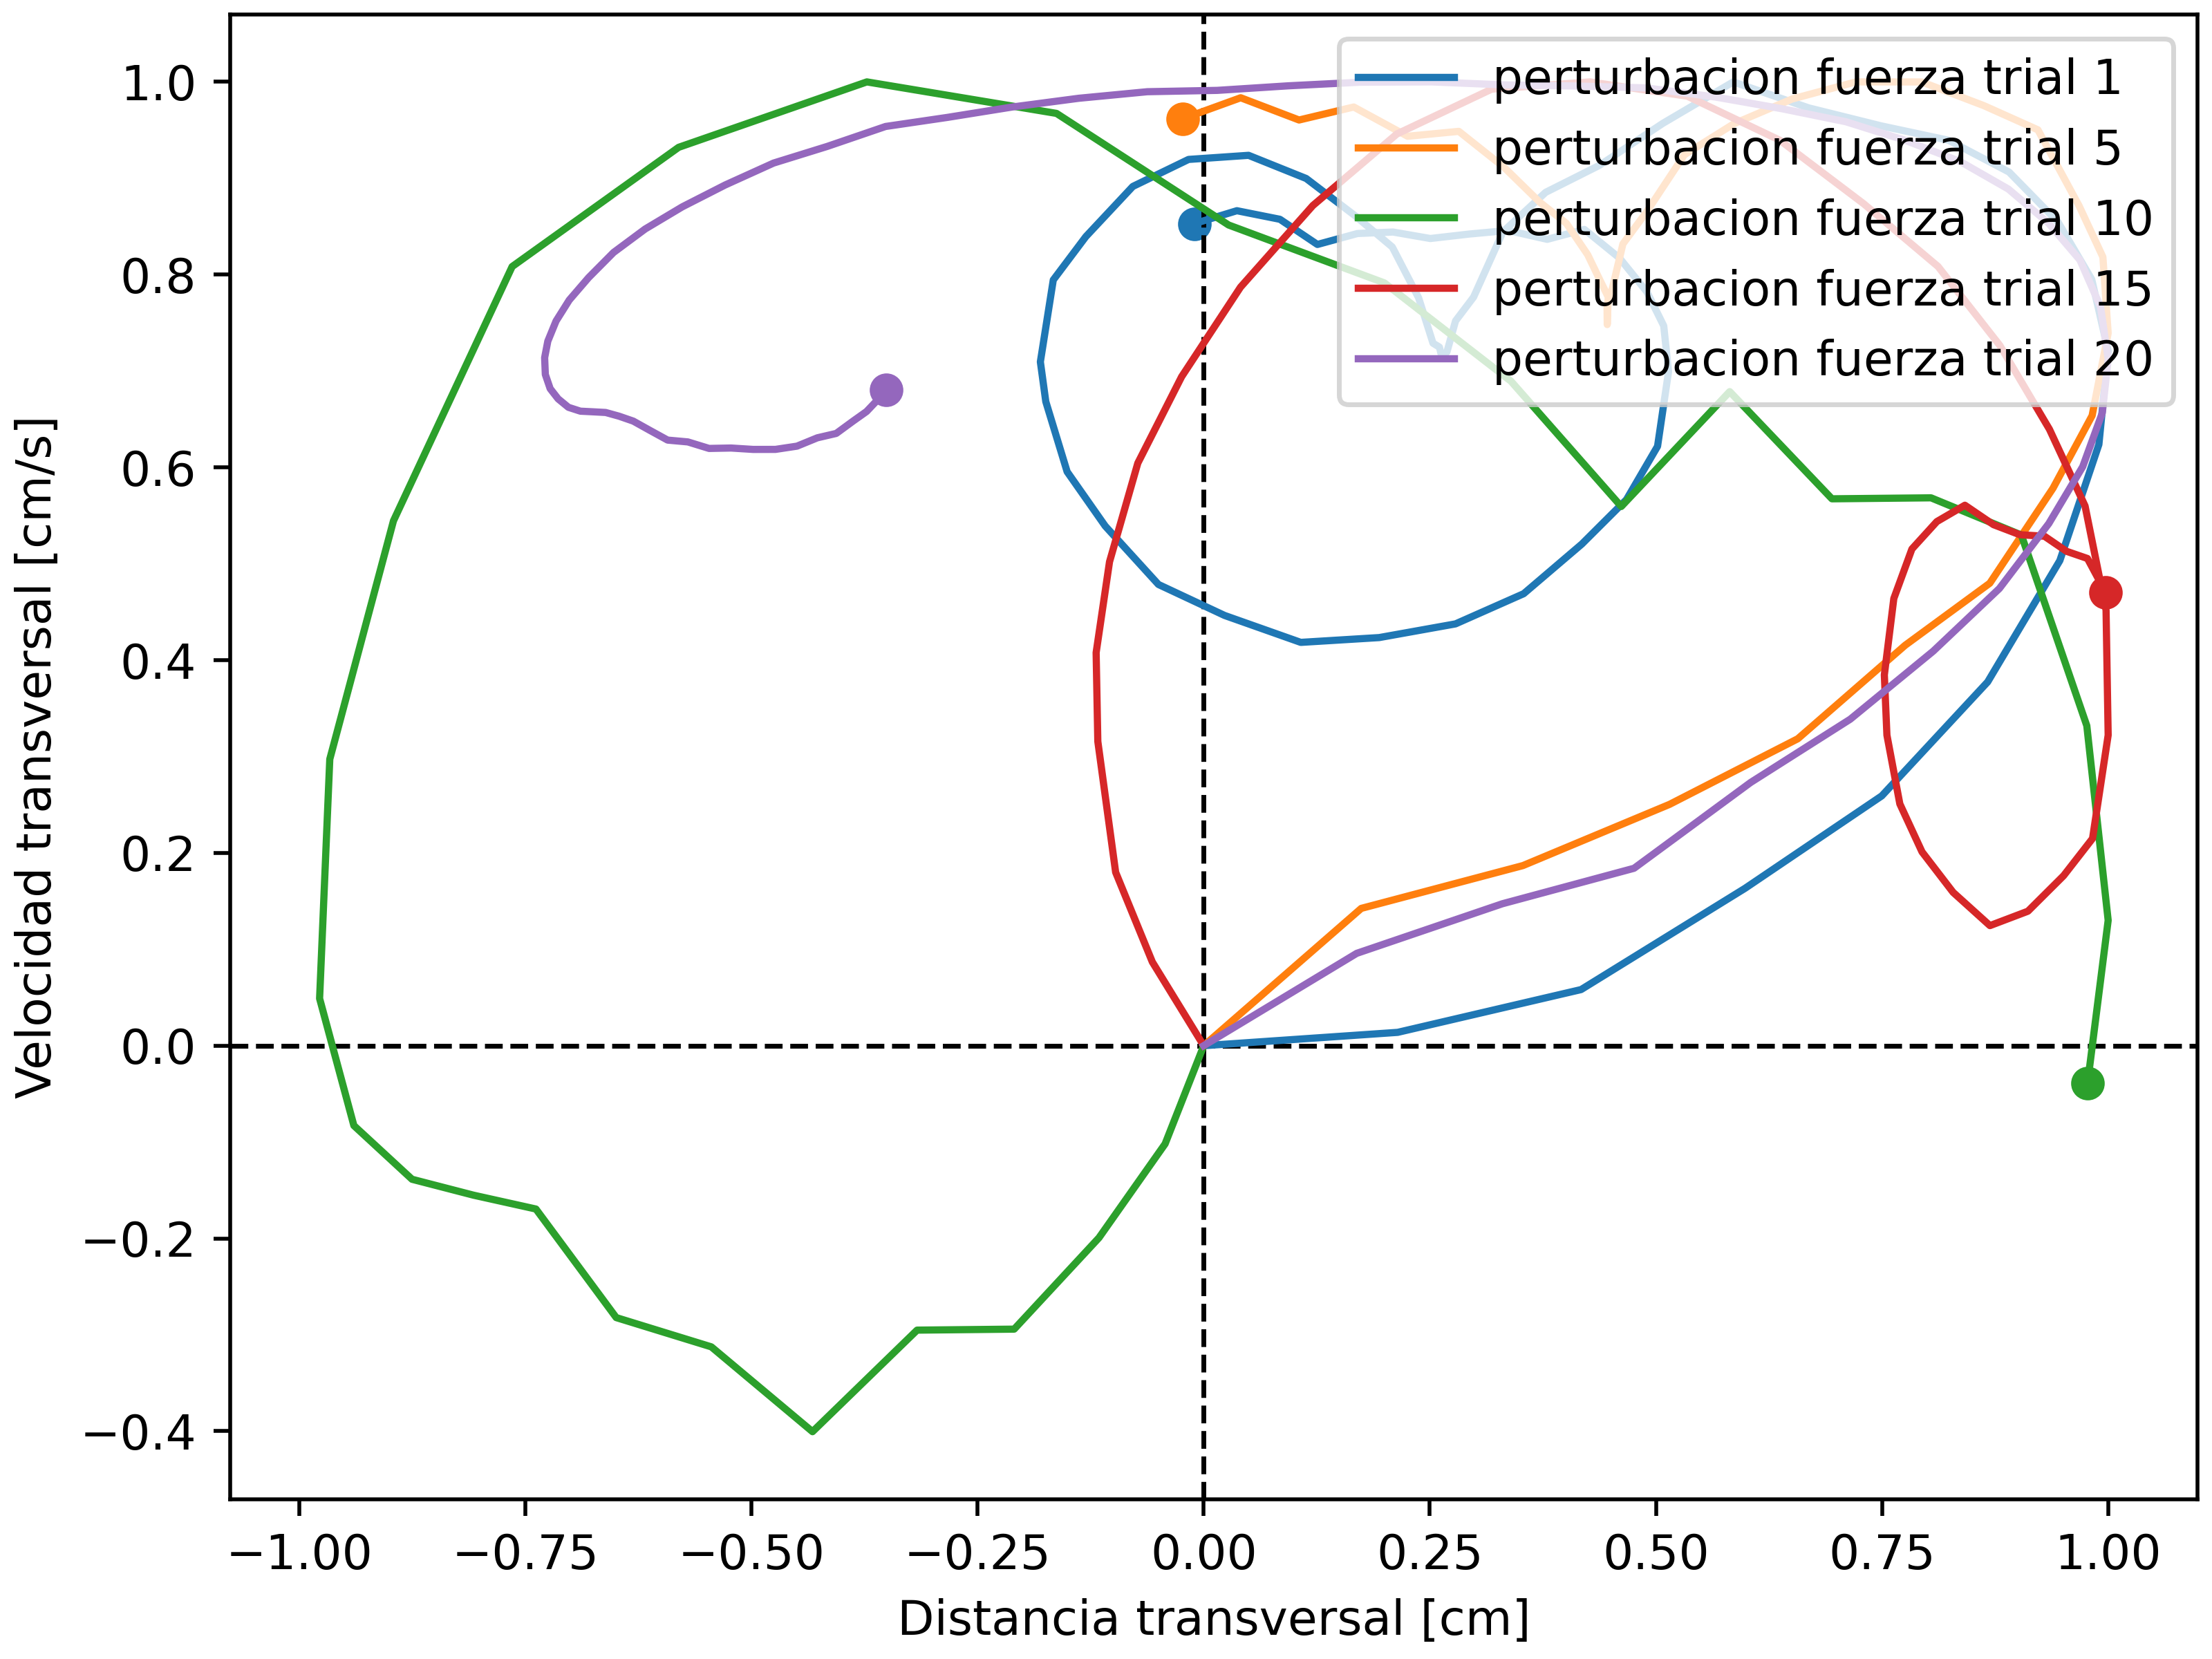 perturbacion fuerza trial 1
perturbacion fuerza trial 5
perturbacion fuerza trial 10
perturbacion fuerza trial 15
perturbacion fuerza trial 20
Velocidad transversal [cm/s]
1.0
0.8
0.6
0.4
0.2
0.0
−0.2
−0.4
−1.00 −0.75 −0.50 −0.25 0.00 0.25 0.50 0.75 1.00
Distancia transversal [cm]